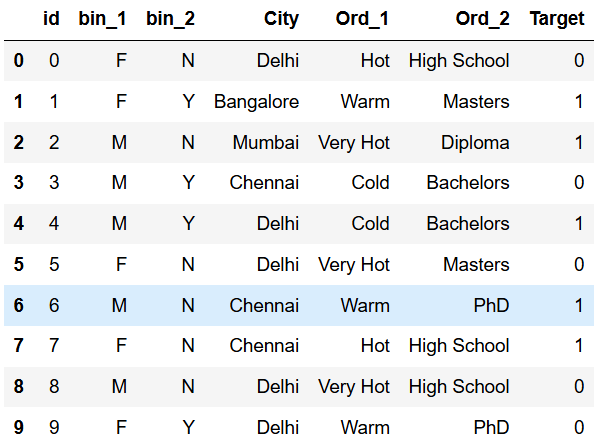 id bin_1 bin_2 City Ord_1 Ord_2 Target
0 0 F N Delhi Hot High School 0
1 1 F Y Bangalore Warm Masters 1
2 2 M N Mumbai Very Hot Diploma 1
3 3 M Y Chennai Cold Bachelors 0
4 4 M Y Delhi Cold Bachelors 1
5 5 F N Delhi Very Hot Masters 0
6 6 M N Chennai Warm PhD 1
7 7 F N Chennai Hot High School 1
8 8 M N Delhi Very Hot High School 0
9 9 F Y Delhi Warm PhD 0